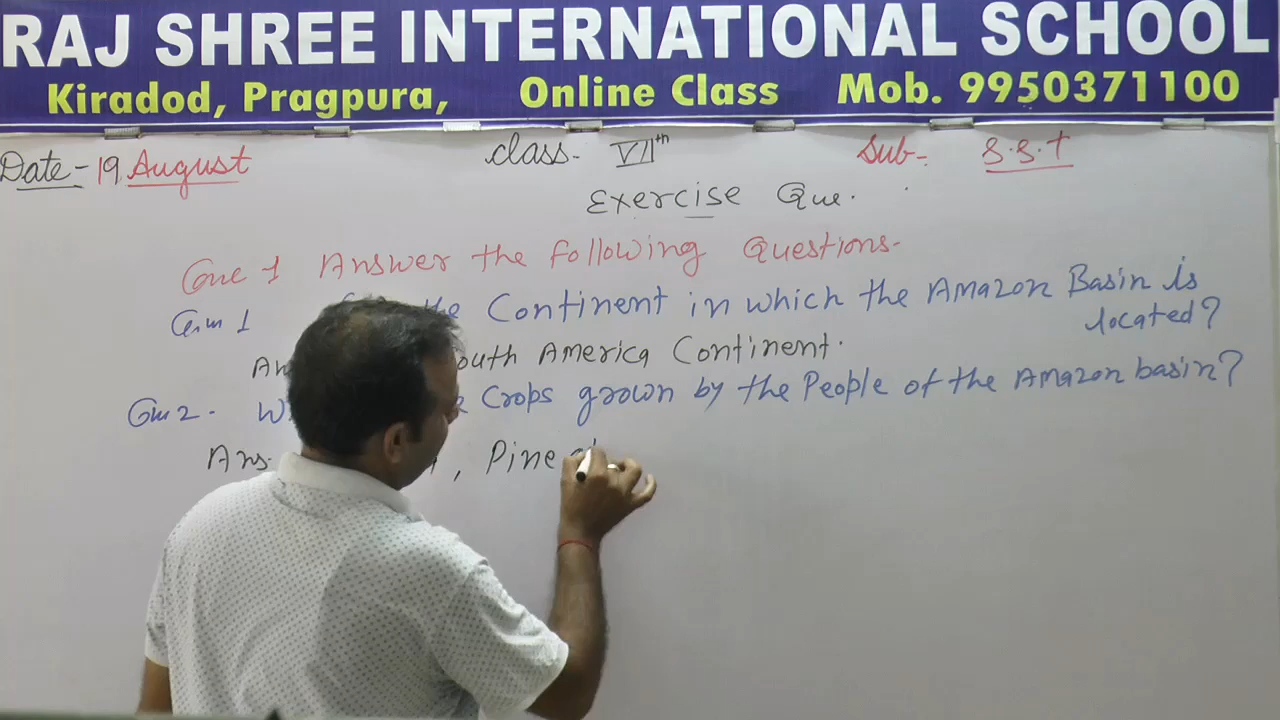 RAJ SHREE INTERNATIONAL SCHOOL
Kiradod, Pragpura, Online Class Mob. 9950371100
Date - 19 August Class - VIIth Sub - S.S.T
Exercise Que.
Que 1 Answer the following Questions-
Que 1 the Continent in which the Amazon Basin is
located?
America Continent.
Que 2. Crops grown by the People of the Amazon basin?
Ans. , Pine